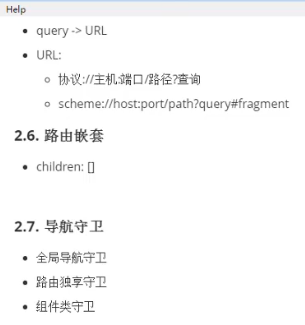 Help
query -> URL
URL:
协议://主机:端口/路径?查询
scheme://host:port/path?query#fragment
2.6. 路由嵌套
children: []
2.7. 导航守卫
全局导航守卫
路由独享守卫
组件类守卫